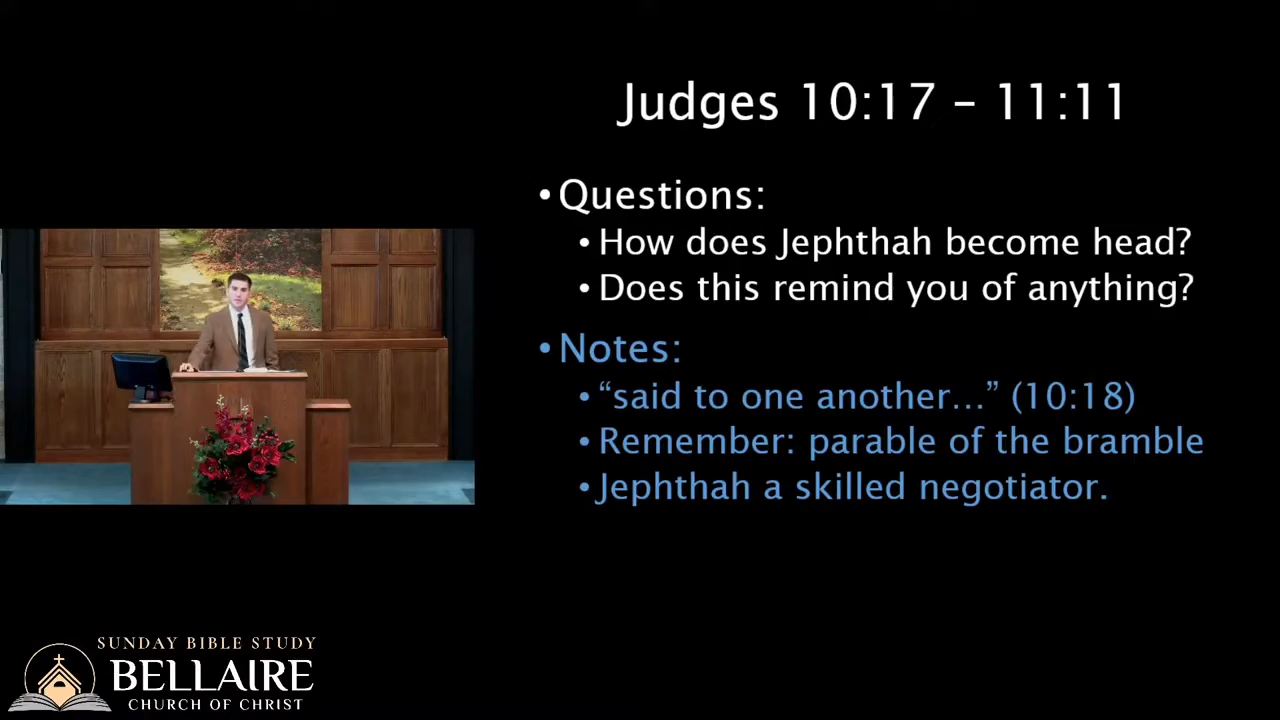 Judges 10:17 – 11:11
• Questions:
• How does Jephthah become head?
• Does this remind you of anything?
• Notes:
• “said to one another…” (10:18)
• Remember: parable of the bramble
• Jephthah a skilled negotiator.
SUNDAY BIBLE STUDY
BELLAIRE
CHURCH OF CHRIST